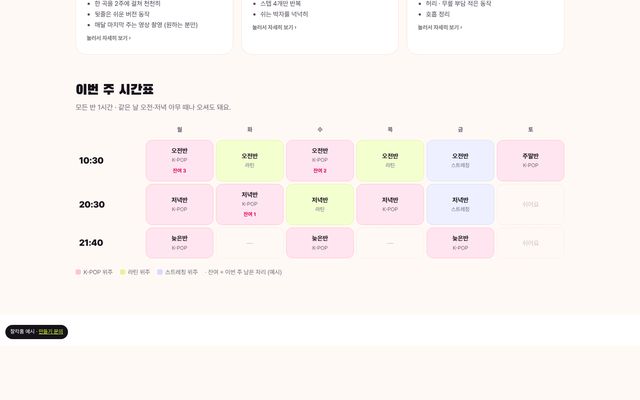 한 곡을 2주에 걸쳐 천천히
뒷줄은 쉬운 버전 동작
매달 마지막 주는 영상 촬영 (원하는 분만)
눌러서 자세히 보기 ›
스텝 4개만 반복
쉬는 박자를 넉넉히
눌러서 자세히 보기 ›
허리 · 무릎 부담 적은 동작
호흡 정리
눌러서 자세히 보기 ›
이번 주 시간표
모든 반 1시간 · 같은 날 오전·저녁 아무 때나 오셔도 돼요.
월 화 수 목 금 토
10:30
오전반
K-POP
잔여 3
오전반
라틴
오전반
K-POP
잔여 2
오전반
라틴
오전반
스트레칭
주말반
K-POP
20:30
저녁반
K-POP
저녁반
K-POP
잔여 1
저녁반
라틴
저녁반
K-POP
저녁반
스트레칭
쉬어요
21:40
늦은반
K-POP
—
늦은반
K-POP
—
늦은반
K-POP
쉬어요
K-POP 위주 라틴 위주 스트레칭 위주 · 잔여 = 이번 주 남은 자리 (예시)
잘각폼 예시 · 만들기 문의